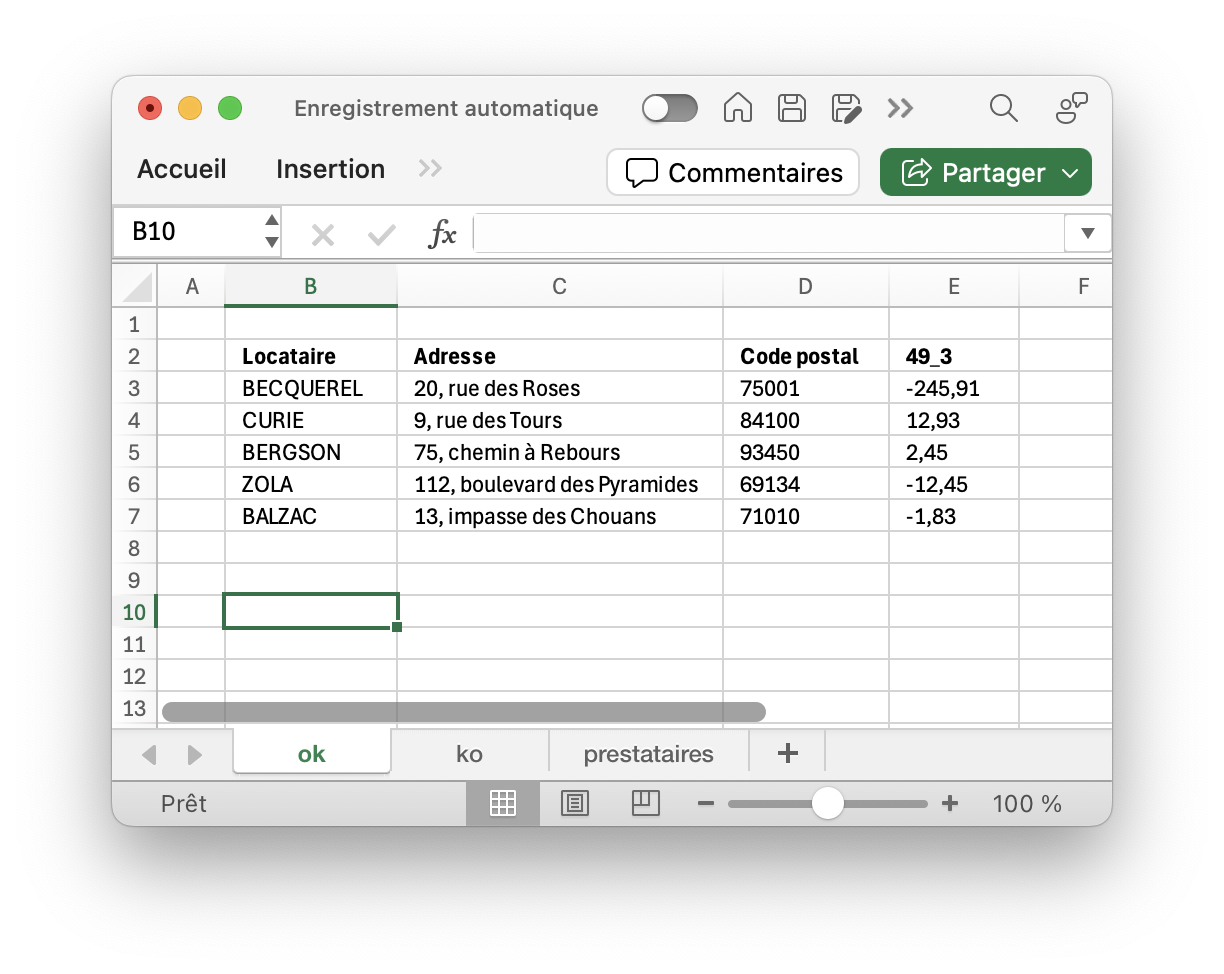 Enregistrement automatique
Accueil Insertion Commentaires Partager
B10 fx
A B C D E F
1
2 Locataire Adresse Code postal 49_3
3 BECQUEREL 20, rue des Roses 75001 -245,91
4 CURIE 9, rue des Tours 84100 12,93
5 BERGSON 75, chemin à Rebours 93450 2,45
6 ZOLA 112, boulevard des Pyramides 69134 -12,45
7 BALZAC 13, impasse des Chouans 71010 -1,83
8
9
10
11
12
13
ok ko prestataires +
Prêt 100 %